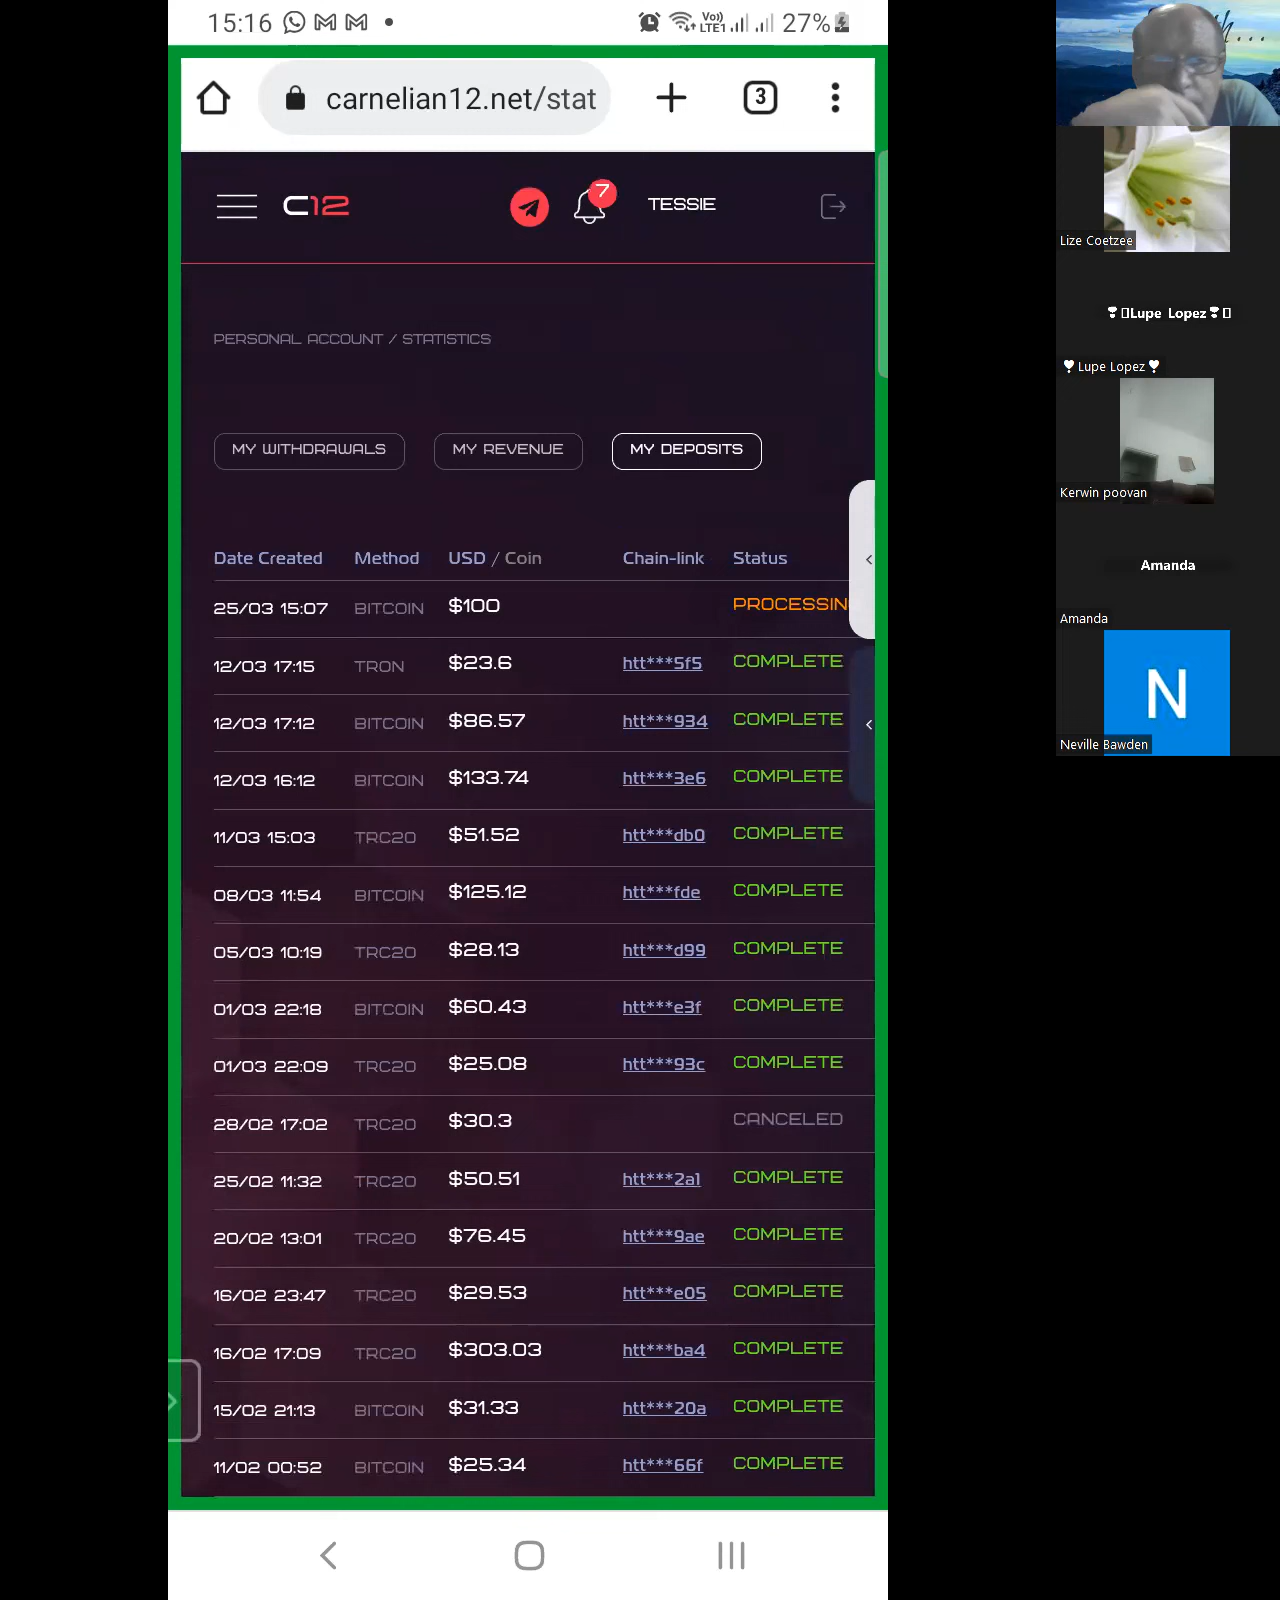 15:16
Vo)) LTE1 27%
carnelian12.net/stat
3
C12 7 TESSIE
PERSONAL ACCOUNT / STATISTICS
MY WITHDRAWALS MY REVENUE MY DEPOSITS
Date Created Method USD / Coin Chain-link Status
25/03 15:07 BITCOIN $100 PROCESSIN
12/03 17:15 TRON $23.6 htt***5f5 COMPLETE
12/03 17:12 BITCOIN $86.57 htt***934 COMPLETE
12/03 16:12 BITCOIN $133.74 htt***3e6 COMPLETE
11/03 15:03 TRC20 $51.52 htt***db0 COMPLETE
08/03 11:54 BITCOIN $125.12 htt***fde COMPLETE
05/03 10:19 TRC20 $28.13 htt***d99 COMPLETE
01/03 22:18 BITCOIN $60.43 htt***e3f COMPLETE
01/03 22:09 TRC20 $25.08 htt***93c COMPLETE
28/02 17:02 TRC20 $30.3 CANCELED
25/02 11:32 TRC20 $50.51 htt***2a1 COMPLETE
20/02 13:01 TRC20 $76.45 htt***9ae COMPLETE
16/02 23:47 TRC20 $29.53 htt***e05 COMPLETE
16/02 17:09 TRC20 $303.03 htt***ba4 COMPLETE
15/02 21:13 BITCOIN $31.33 htt***20a COMPLETE
11/02 00:52 BITCOIN $25.34 htt***66f COMPLETE
Lize Coetzee
❣Lupe Lopez❣
♥ Lupe Lopez ♥
Kerwin poovan
Amanda
Amanda
N
Neville Bawden